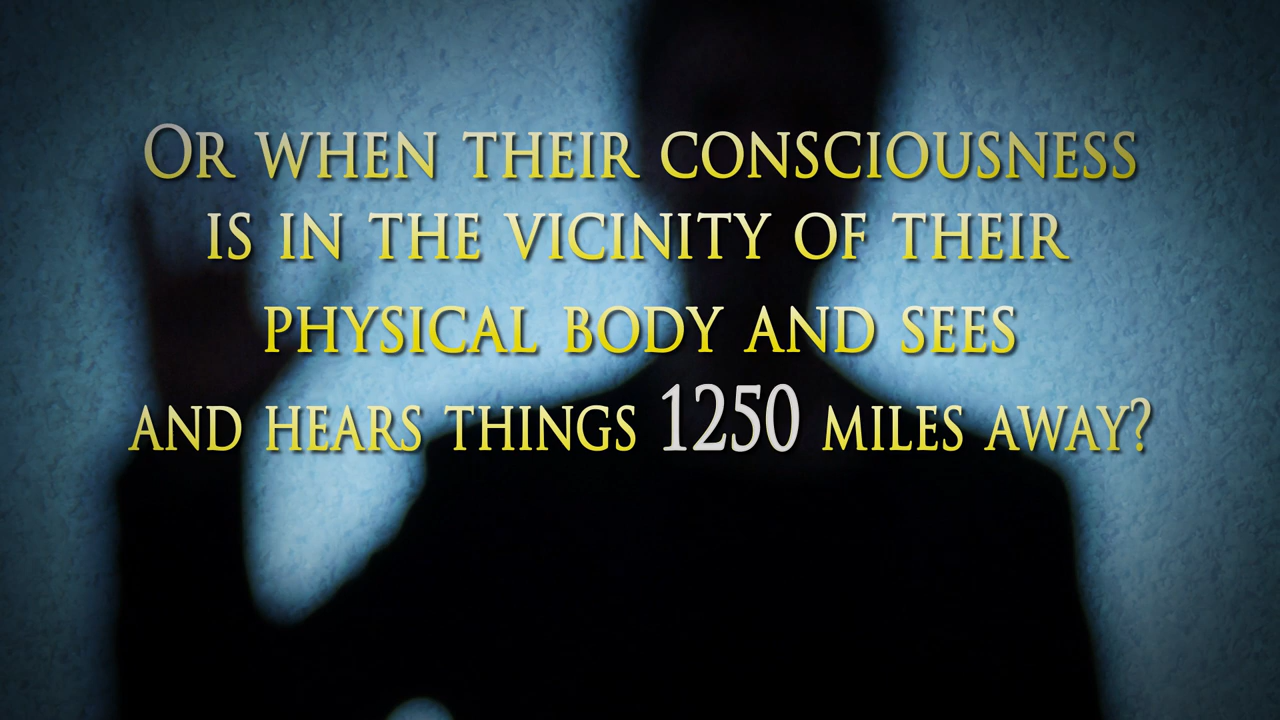 Or when their consciousness
is in the vicinity of their
physical body and sees
and hears things 1250 miles away?